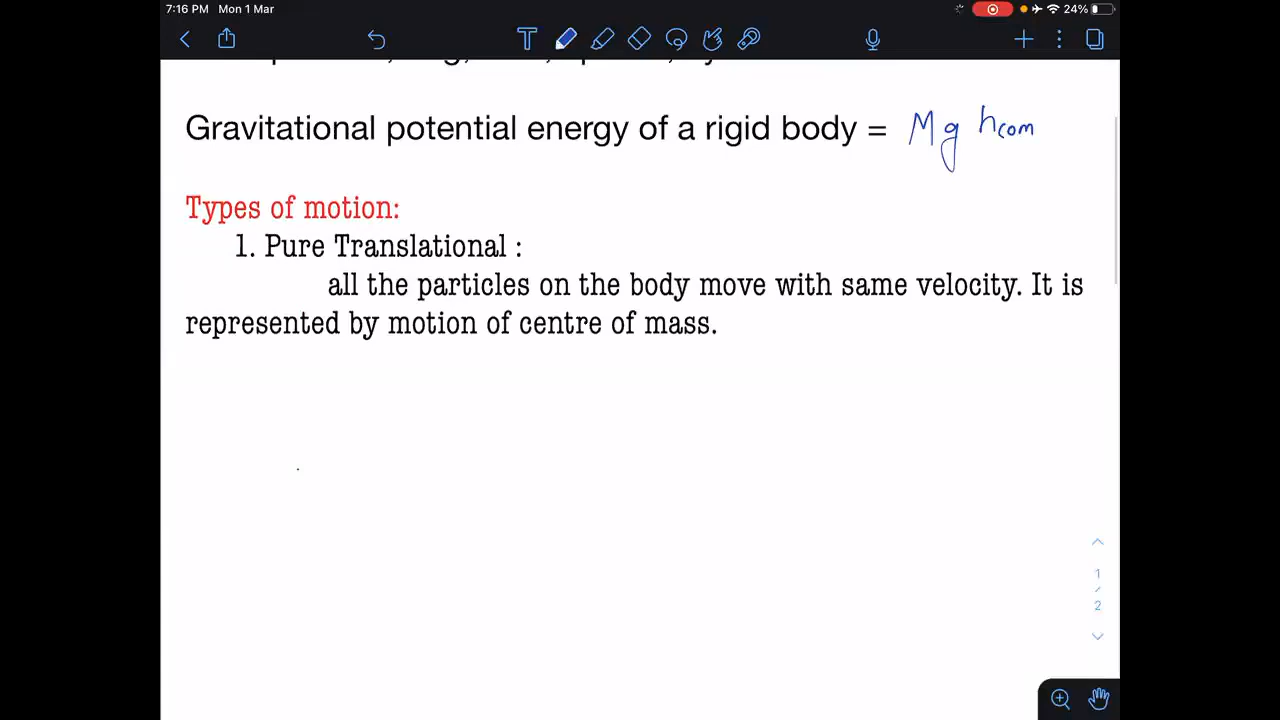 7:16 PM Mon 1 Mar
24%
Gravitational potential energy of a rigid body = Mg hcom
Types of motion:
1. Pure Translational :
all the particles on the body move with same velocity. It is
represented by motion of centre of mass.
1
/
2